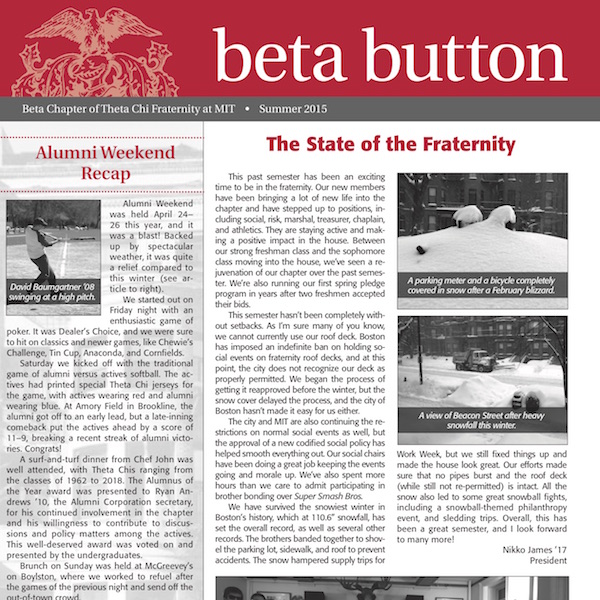 beta button
Beta Chapter of Theta Chi Fraternity at MIT • Summer 2015
Alumni Weekend
Recap
David Baumgartner '08
swinging at a high pitch.
Alumni Weekend
was held April 24–
26 this year, and it
was a blast! Backed
up by spectacular
weather, it was quite
a relief compared to
this winter (see ar-
ticle to right).
We started out on
Friday night with an
enthusiastic game of
poker. It was Dealer's Choice, and we were sure
to hit on classics and newer games, like Chewie's
Challenge, Tin Cup, Anaconda, and Cornfields.
Saturday we kicked off with the traditional
game of alumni versus actives softball. The ac-
tives had printed special Theta Chi jerseys for
the game, with actives wearing red and alumni
wearing blue. At Amory Field in Brookline, the
alumni got off to an early lead, but a late-inning
comeback put the actives ahead by a score of
11–9, breaking a recent streak of alumni victo-
ries. Congrats!
A surf-and-turf dinner from Chef John was
well attended, with Theta Chis ranging from
the classes of 1962 to 2018. The Alumnus of
the Year award was presented to Ryan An-
drews '10, the Alumni Corporation secretary,
for his continued involvement in the chapter
and his willingness to contribute to discus-
sions and policy matters among the actives.
This well-deserved award was voted on and
presented by the undergraduates.
Brunch on Sunday was held at McGreevy's
on Boylston, where we worked to refuel after
the games of the previous night and send off the
out-of-town crowd.
The State of the Fraternity
This past semester has been an exciting
time to be in the fraternity. Our new members
have been bringing a lot of new life into the
chapter and have stepped up to positions, in-
cluding social, risk, marshal, treasurer, chaplain,
and athletics. They are staying active and mak-
ing a positive impact in the house. Between
our strong freshman class and the sophomore
class moving into the house, we've seen a re-
juvenation of our chapter over the past semes-
ter. We're also running our first spring pledge
program in years after two freshmen accepted
their bids.
This semester hasn't been completely with-
out setbacks. As I'm sure many of you know,
we cannot currently use our deck. Boston
has imposed an indefinite ban on holding so-
cial events on fraternity roof decks, and at this
point, the city does not recognize our deck as
properly permitted. We began the process of
getting it reapproved before the winter, but the
snow cover delayed the process, and the city of
Boston hasn't made it easy for us either.
The city and MIT are also continuing the re-
strictions on normal social events as well, but
the approval of a new codified social policy has
helped smooth everything out. Our social chairs
have been doing a great job keeping the events
going and morale up. We've also spent more
hours than we care to admit participating in
brother bonding over Super Smash Bros.
We have survived the snowiest winter in
Boston's history, which at 110.6" snowfall, has
set the overall record, as well as several other
records. The brothers banded together to shov-
el the parking lot, sidewalk, and roof to prevent
accidents. The snow hampered supply trips for
A parking meter and a bicycle completely
covered in snow after a February blizzard.
A view of Beacon Street after heavy
snowfall this winter.
Work Week, but we still fixed things up and
made the house look great. Our efforts made
sure that no pipes burst and the roof deck
(while still not re-permitted) is intact. All the
snow also led to some great snowball fights,
including a snowball-themed philanthropy
event, and sledding trips. Overall, this has
been a great semester, and I look forward
to many more!
Nikko James '17
President